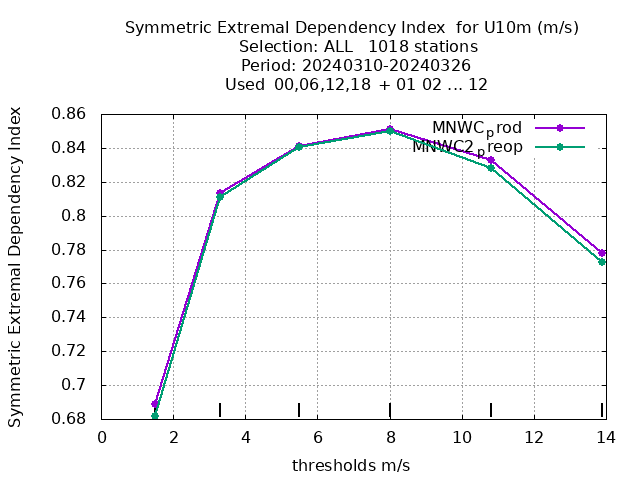 Symmetric Extremal Dependency Index  for U10m (m/s)
Selection: ALL   1018 stations
Period: 20240310-20240326
Used  00,06,12,18  + 01 02 ... 12
MNWC_prod
MNWC2_preop
Symmetric Extremal Dependency Index
0.86
0.84
0.82
0.8
0.78
0.76
0.74
0.72
0.7
0.68
0 2 4 6 8 10 12 14
thresholds m/s